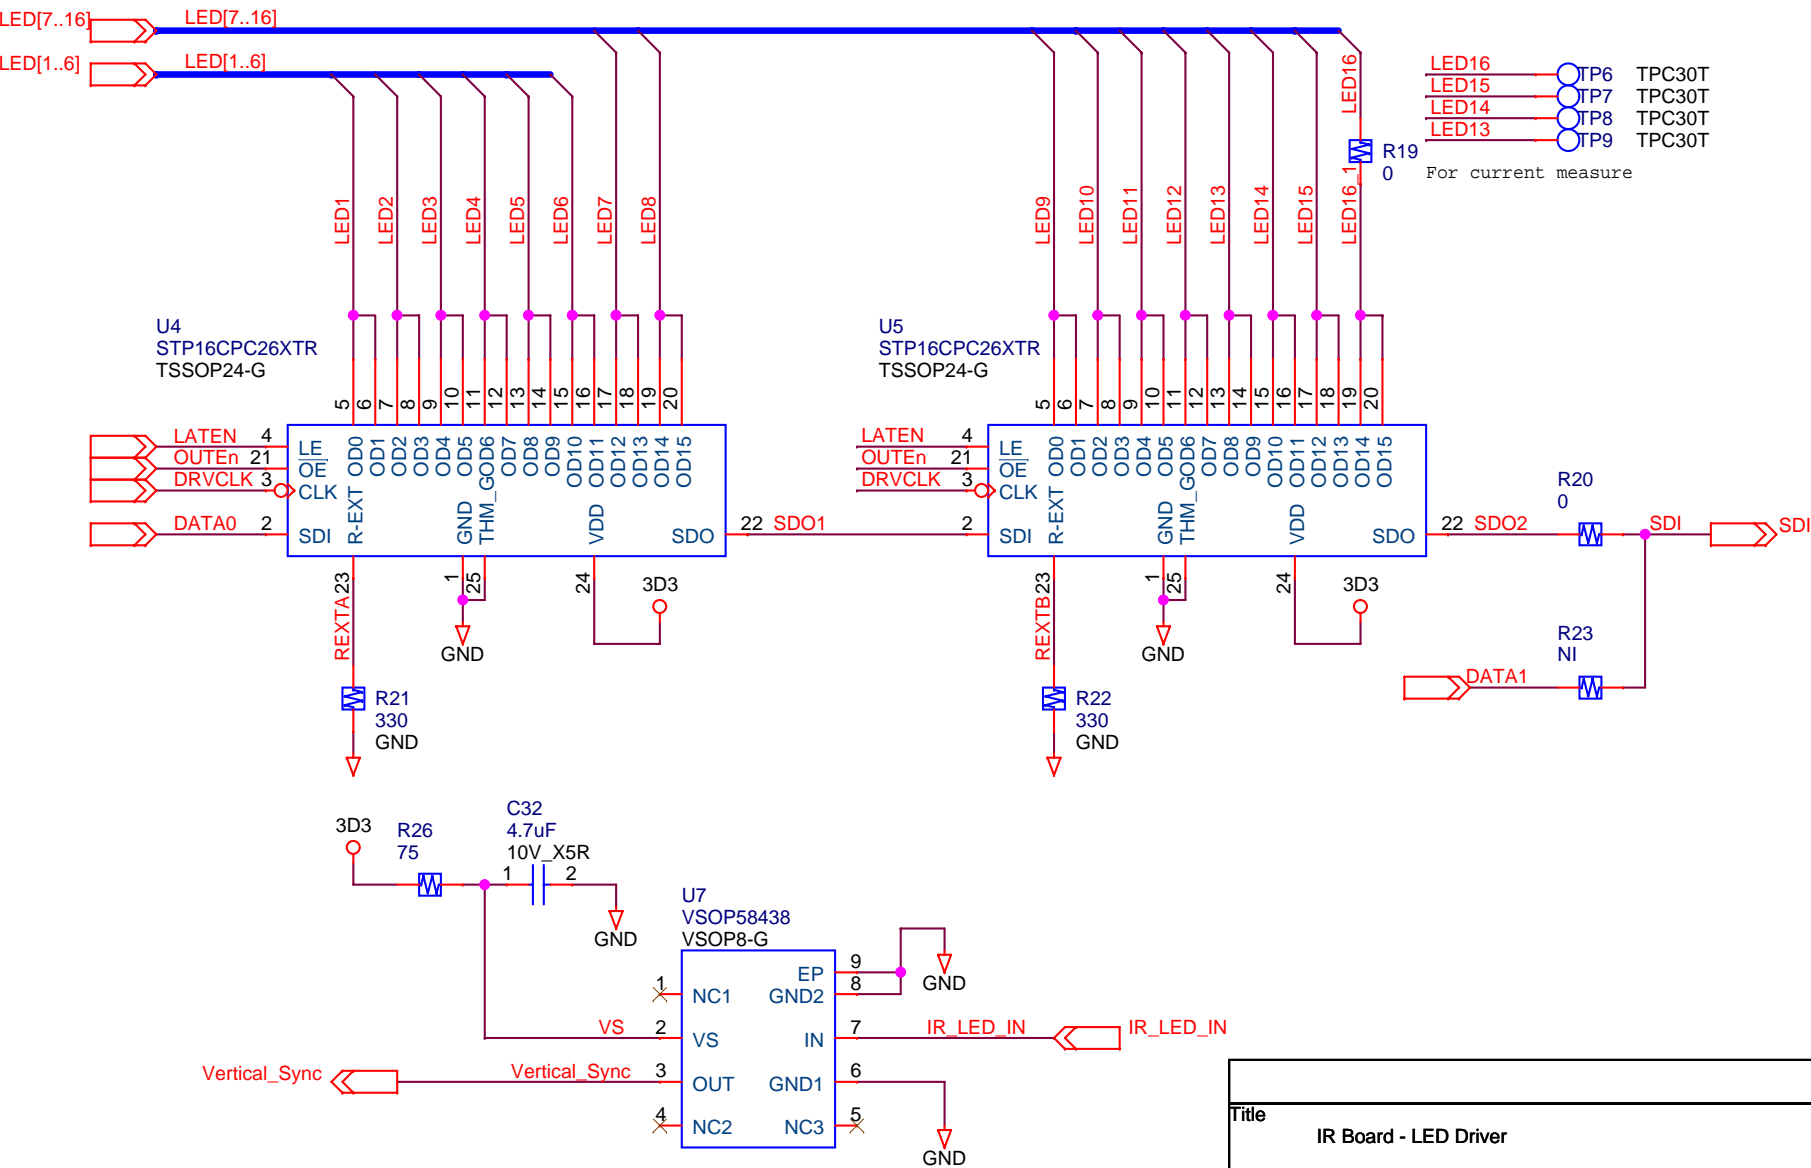 LED[7..16]
LED[7..16]
LED[1..6]
LED[1..6]
LED1
LED2
LED3
LED4
LED5
LED6
LED7
LED8
LED9
LED10
LED11
LED12
LED13
LED14
LED15
LED16
LED16_1
R19
0
LED16 TP6 TPC30T
LED15 TP7 TPC30T
LED14 TP8 TPC30T
LED13 TP9 TPC30T
For current measure
U4
STP16CPC26XTR
TSSOP24-G
5 6 7 8 9 10 11 12 13 14 15 16 17 18 19 20
OD0 OD1 OD2 OD3 OD4 OD5 OD6 OD7 OD8 OD9 OD10 OD11 OD12 OD13 OD14 OD15
LATEN 4 LE
OUTEn 21 OE
DRVCLK 3 CLK
DATA0 2 SDI
R-EXT
GND
THM_G
VDD
SDO
22 SDO1
23
REXTA
1
25
24
GND
3D3
R21
330
GND
U5
STP16CPC26XTR
TSSOP24-G
5 6 7 8 9 10 11 12 13 14 15 16 17 18 19 20
OD0 OD1 OD2 OD3 OD4 OD5 OD6 OD7 OD8 OD9 OD10 OD11 OD12 OD13 OD14 OD15
LATEN 4 LE
OUTEn 21 OE
DRVCLK 3 CLK
2 SDI
R-EXT
GND
THM_G
VDD
SDO
22 SDO2
23
REXTB
1
25
24
GND
3D3
R22
330
GND
R20
0
SDI
SDI
R23
NI
DATA1
3D3
R26
75
C32
4.7uF
10V_X5R
1 2
GND
U7
VSOP58438
VSOP8-G
1 NC1
VS 2 VS
Vertical_Sync Vertical_Sync 3 OUT
4 NC2
EP 9
GND2 8
GND
IN 7 IR_LED_IN IR_LED_IN
GND1 6
NC3 5
GND
Title
IR Board - LED Driver